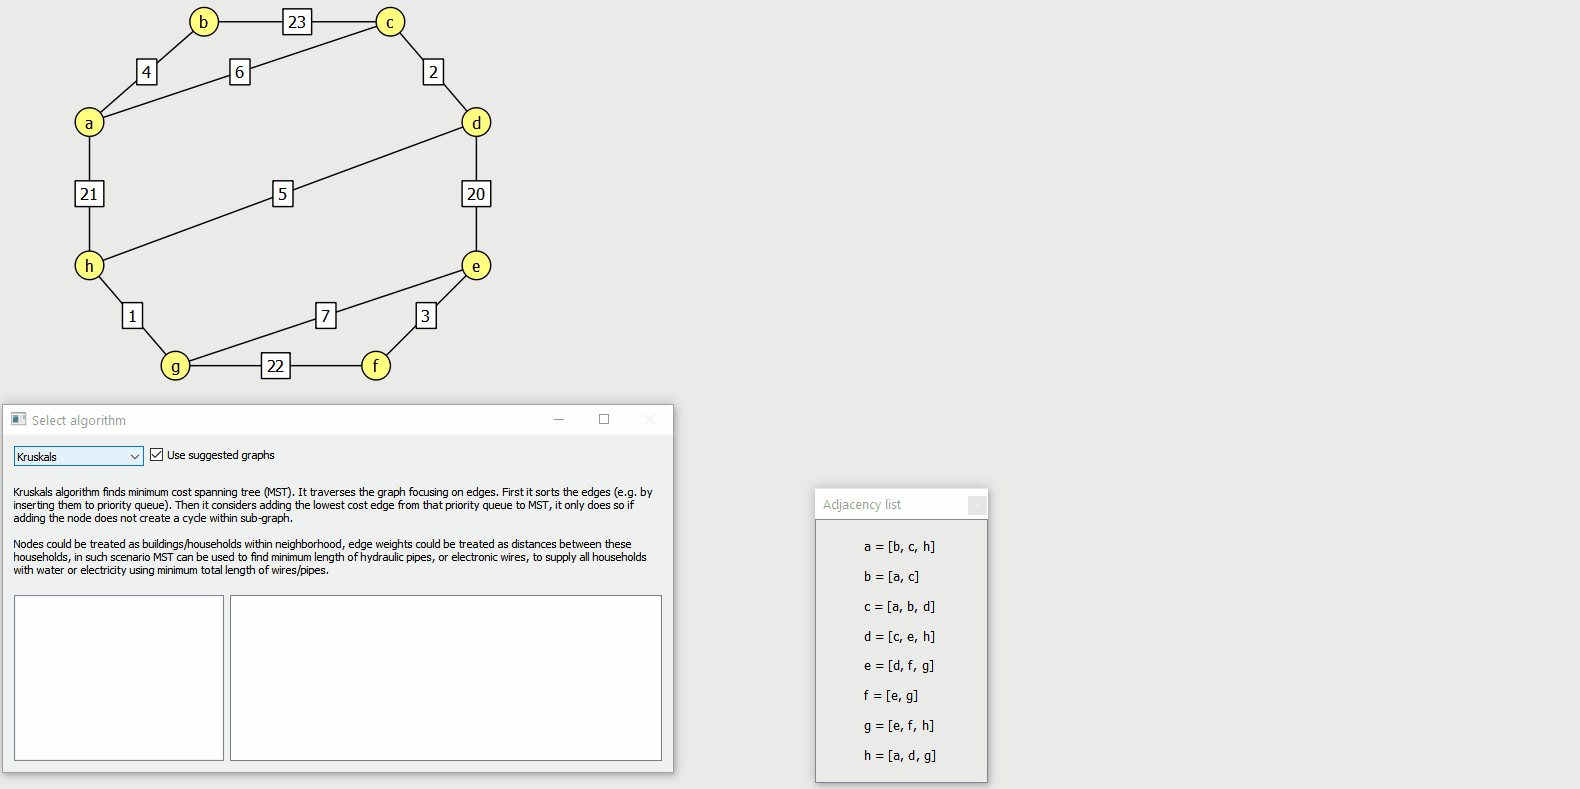 b 23 c
4 6 2
a d
21 5 20
h e
1 7 3
g 22 f
Select algorithm
Kruskals Use suggested graphs
Kruskals algorithm finds minimum cost spanning tree (MST). It traverses the graph focusing on edges. First it sorts the edges (e.g. by
inserting them to priority queue). Then it considers adding the lowest cost edge from that priority queue to MST, it only does so if
adding the node does not create a cycle within sub-graph.
Nodes could be treated as buildings/households within neighborhood, edge weights could be treated as distances between these
households, in such scenario MST can be used to find minimum length of hydraulic pipes, or electronic wires, to supply all households
with water or electricity using minimum total length of wires/pipes.
Adjacency list
a = [b, c, h]
b = [a, c]
c = [a, b, d]
d = [c, e, h]
e = [d, f, g]
f = [e, g]
g = [e, f, h]
h = [a, d, g]